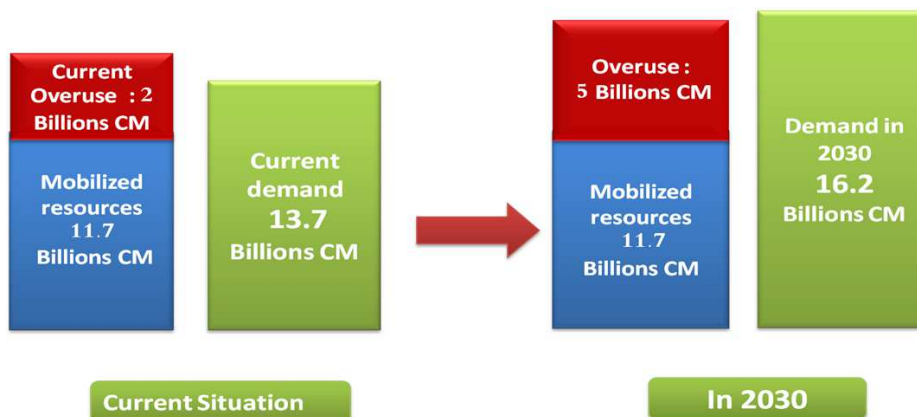 Current
Overuse : 2
Billions CM
Mobilized
resources
11.7
Billions CM
Current
demand
13.7
Billions CM
Overuse :
5 Billions CM
Mobilized
resources
11.7
Billions CM
Demand in
2030
16.2
Billions CM
Current Situation
In 2030